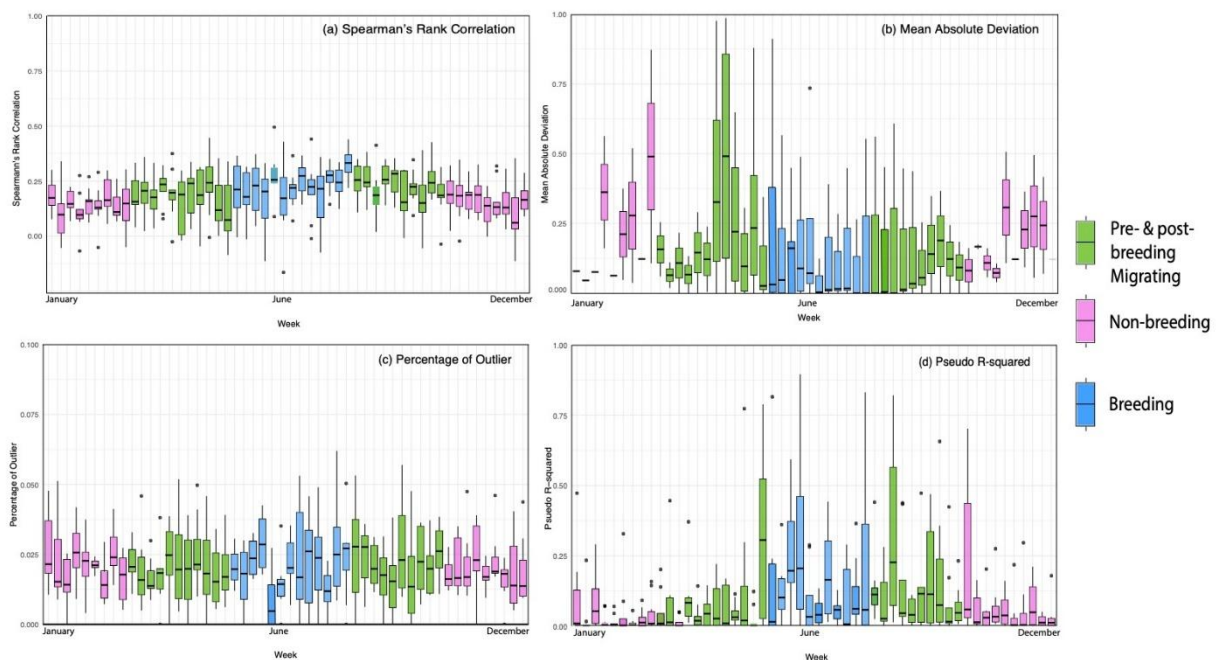 1.00
0.75
0.50
0.25
0.00
Spearmann's Rank Correlation
(a) Spearman's Rank Correlation
January
June
December
Week
1.00
0.75
0.50
0.25
0.000
Mean Absolute Deviation
(b) Mean Absolute Deviation
January
June
December
Week
0.100
0.075
0.050
0.025
0.000
Percentage of Outlier
(c) Percentage of Outlier
January
June
December
Week
1.00
0.75
0.50
0.25
0.00
Psuedo R-squared
(d) Pseudo R-squared
January
June
December
Week
Pre- & post-
breeding
Migrating
Non-breeding
Breeding